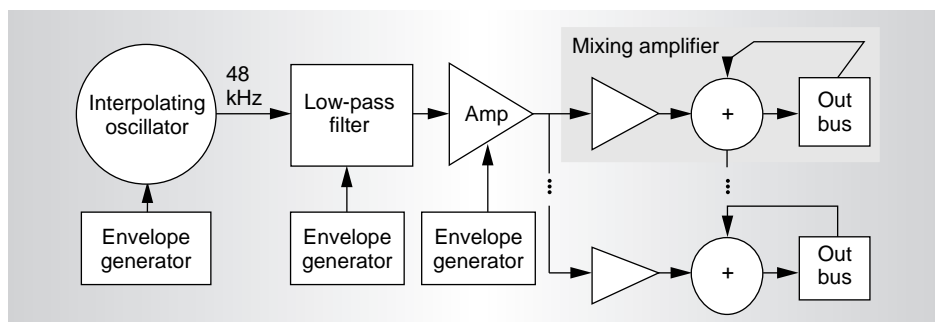 Mixing amplifier
48
kHz
Interpolating
oscillator
Low-pass
filter
Amp
+
Out
bus
Envelope
generator
Envelope
generator
Envelope
generator
+
Out
bus